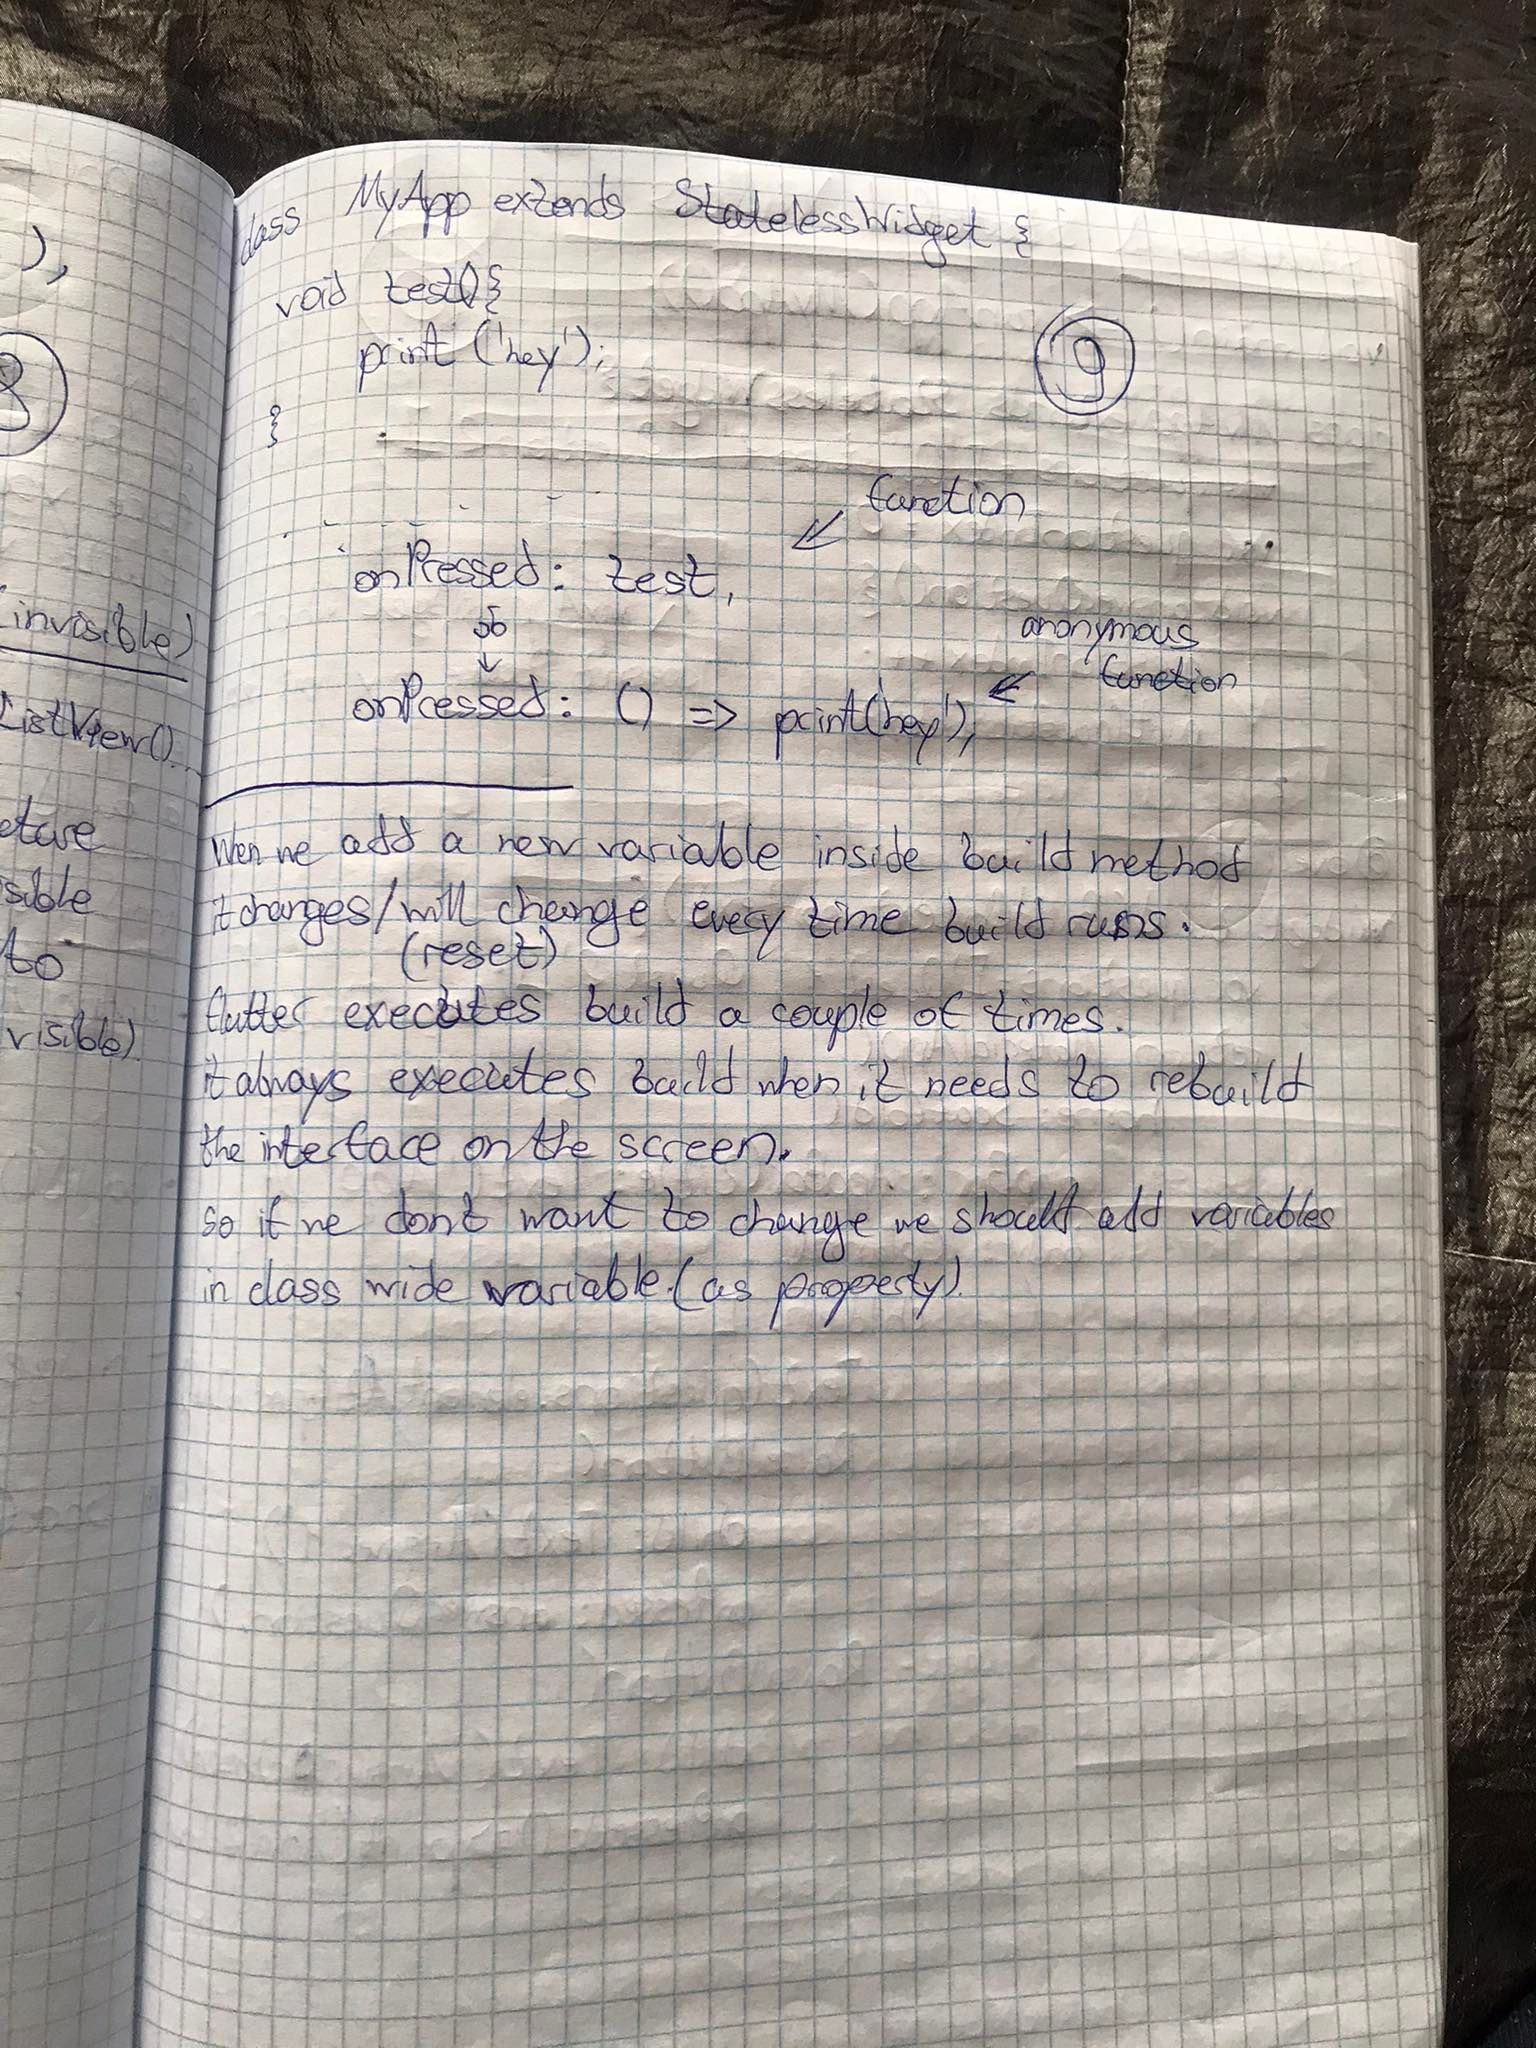 ),
8
(invisible)
ListView()...
sible
to
visible).
class MyApp extends StatelessWidget {
void test(){
print ('hey');
}
9
function
onPressed: test,
anonymous
function
onPressed: () => print('hey'),
When we add a new variable inside build method
it changes/will change every time build runs.
(reset)
flutter executes build a couple of times.
it always executes build when it needs to rebuild
the interface on the screen.
so if we don't want to change we should add variables
in class wide variable.(as property).